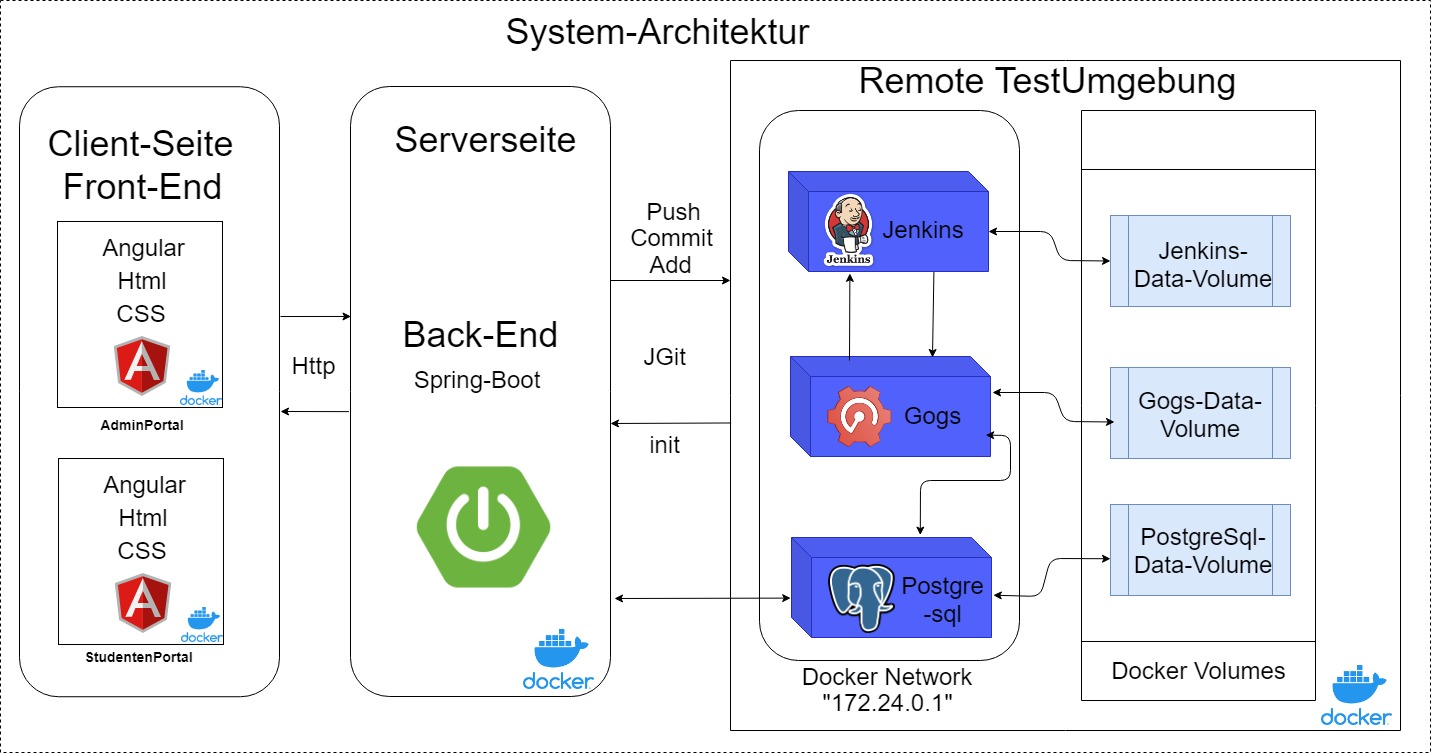 System-Architektur
Client-Seite
Front-End
Angular
Html
CSS
docker
AdminPortal
Angular
Html
CSS
docker
StudentenPortal
Http
Serverseite
Back-End
Spring-Boot
docker
Push
Commit
Add
JGit
init
Remote TestUmgebung
Jenkins
Jenkins
Gogs
Postgre
-sql
Docker Network
"172.24.0.1"
Jenkins-
Data-Volume
Gogs-Data-
Volume
PostgreSql-
Data-Volume
Docker Volumes
docker